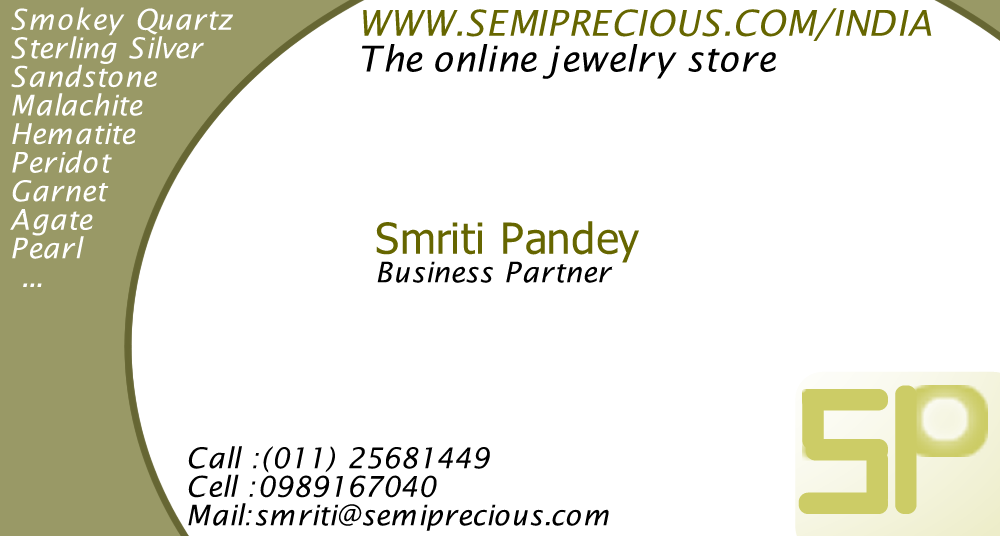 Smokey Quartz
Sterling Silver
Sandstone
Malachite
Hematite
Peridot
Garnet
Agate
Pearl
...
WWW.SEMIPRECIOUS.COM/INDIA
The online jewelry store
Smriti Pandey
Business Partner
Call :(011) 25681449
Cell :0989167040
Mail:smriti@semiprecious.com
SP